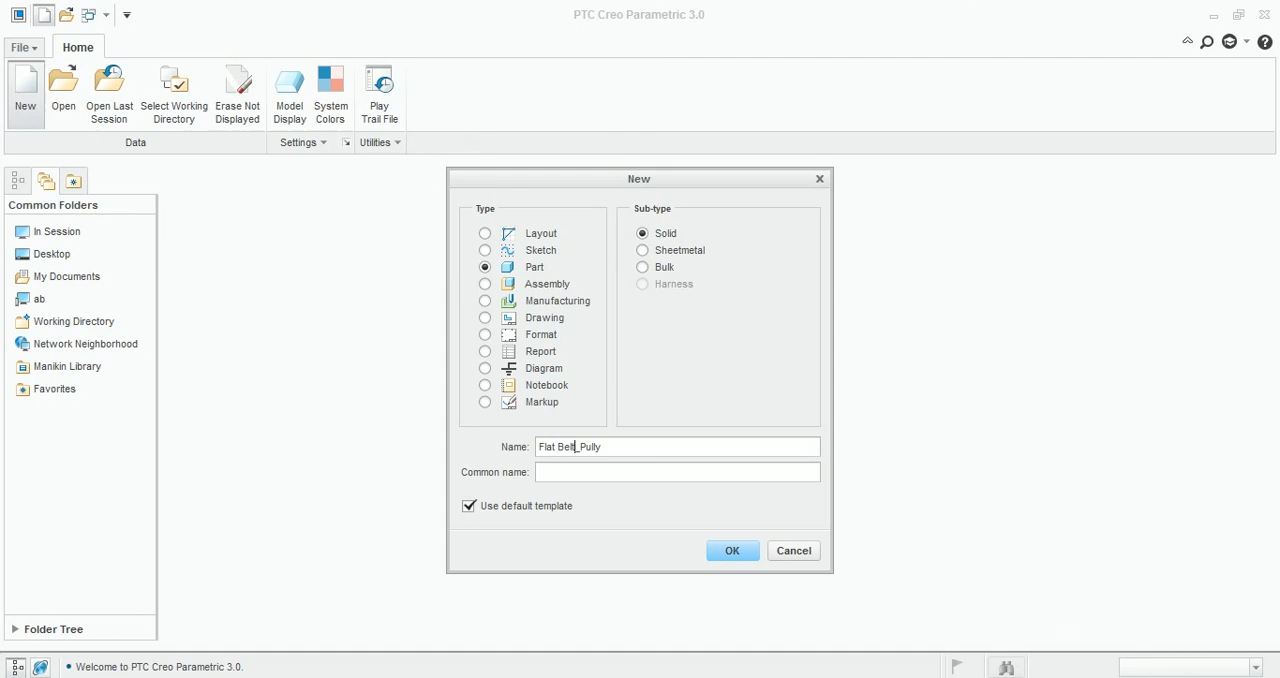 PTC Creo Parametric 3.0
File
Home
New
Open
Open Last
Session
Select Working
Directory
Erase Not
Displayed
Model
Display
System
Colors
Play
Trail File
Data
Settings
Utilities
Common Folders
In Session
Desktop
My Documents
ab
Working Directory
Network Neighborhood
Manikin Library
Favorites
Folder Tree
New
Type
Layout
Sketch
Part
Assembly
Manufacturing
Drawing
Format
Report
Diagram
Notebook
Markup
Sub-type
Solid
Sheetmetal
Bulk
Harness
Name: Flat Belt_Pully
Common name:
Use default template
OK
Cancel
Welcome to PTC Creo Parametric 3.0.